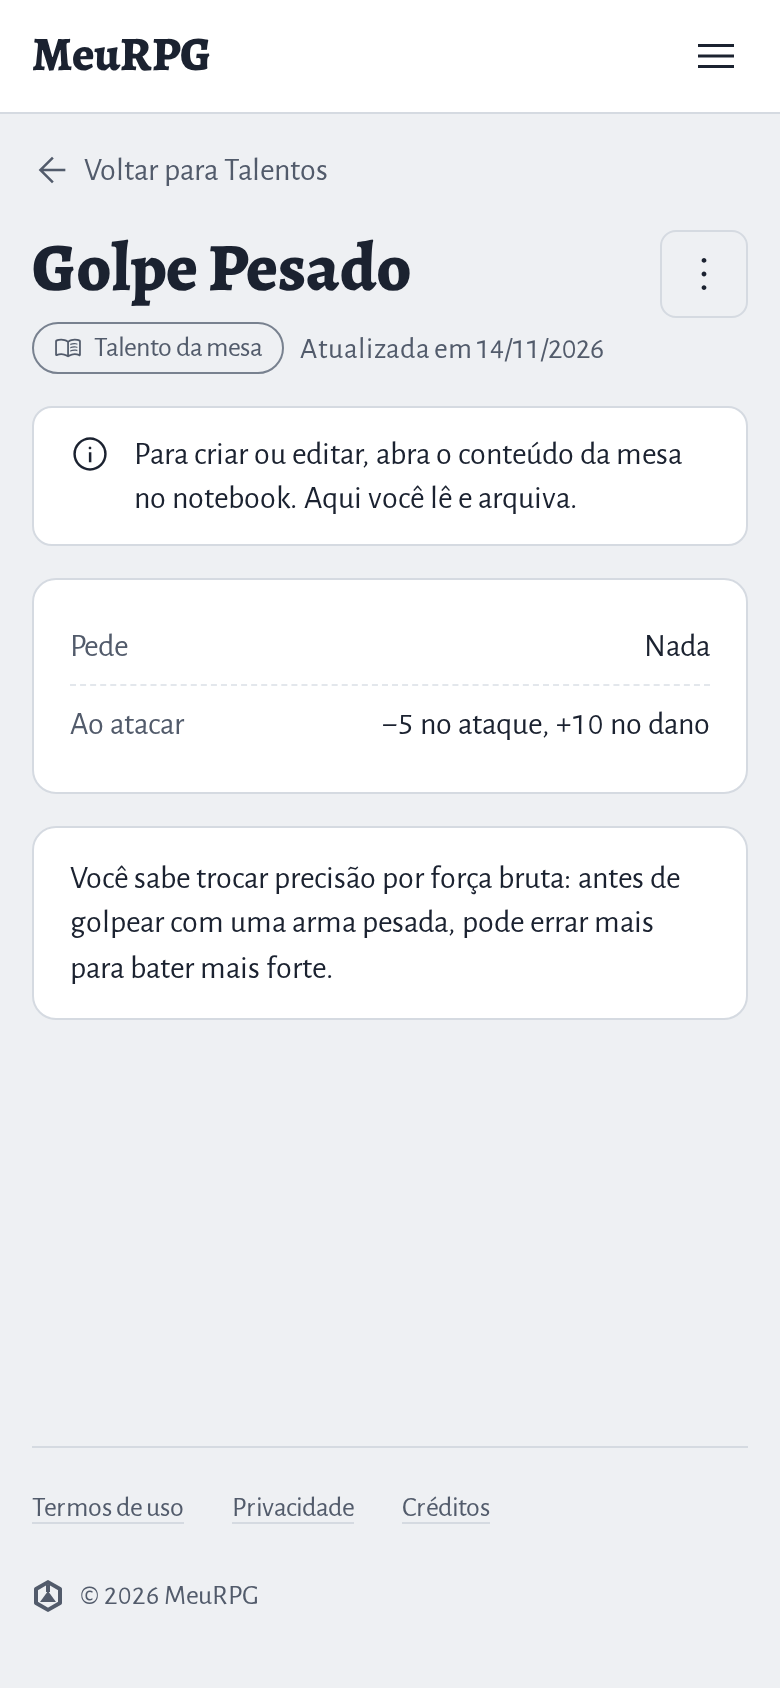 MeuRPG
Voltar para Talentos
Golpe Pesado
Talento da mesa
Atualizada em 14/11/2026
Para criar ou editar, abra o conteúdo da mesa
no notebook. Aqui você lê e arquiva.
Pede
Nada
Ao atacar
−5 no ataque, +10 no dano
Você sabe trocar precisão por força bruta: antes de
golpear com uma arma pesada, pode errar mais
para bater mais forte.
Termos de uso
Privacidade
Créditos
© 2026 MeuRPG